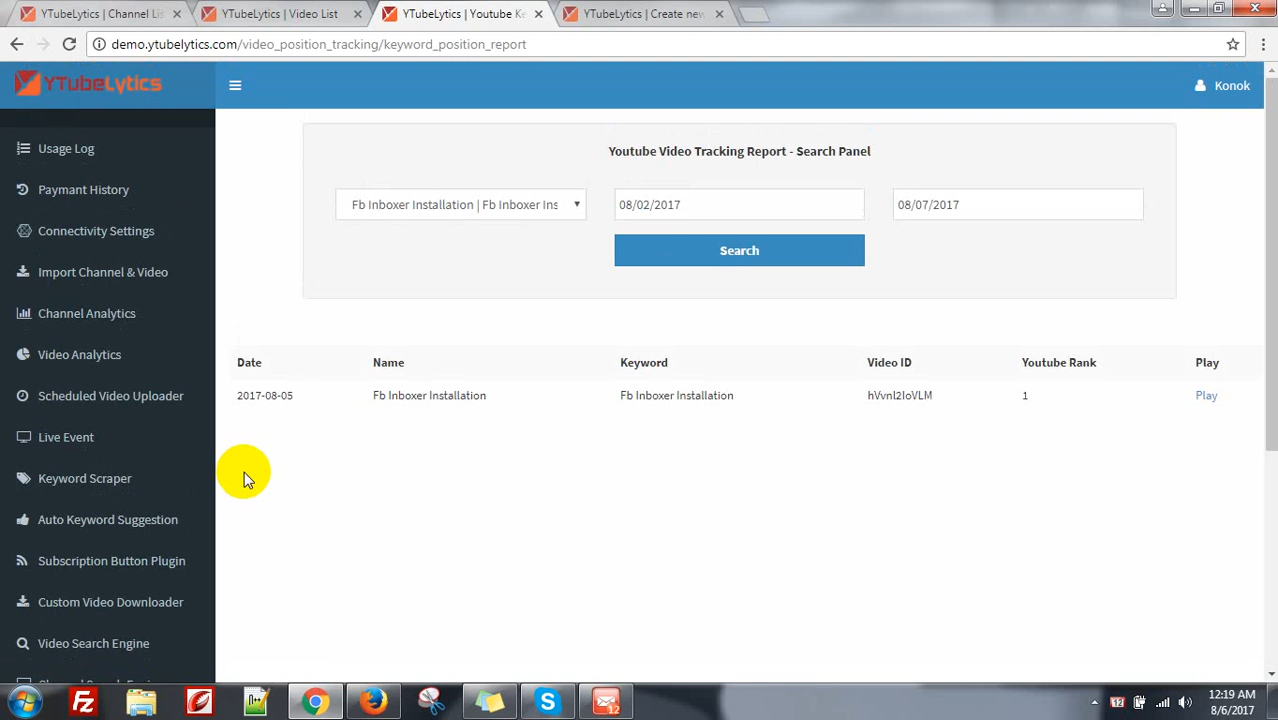 YTubeLytics | Channel Lis
YTubeLytics | Video List
YTubeLytics | Youtube Ke
YTubeLytics | Create new
demo.ytubelytics.com/video_position_tracking/keyword_position_report
YTubeLytics
Konok
Usage Log
Paymant History
Connectivity Settings
Import Channel & Video
Channel Analytics
Video Analytics
Scheduled Video Uploader
Live Event
Keyword Scraper
Auto Keyword Suggestion
Subscription Button Plugin
Custom Video Downloader
Video Search Engine
Youtube Video Tracking Report - Search Panel
Fb Inboxer Installation | Fb Inboxer Ins
08/02/2017
08/07/2017
Search
Date Name Keyword Video ID Youtube Rank Play
2017-08-05 Fb Inboxer Installation Fb Inboxer Installation hVvnl2IoVLM 1 Play
12:19 AM
8/6/2017